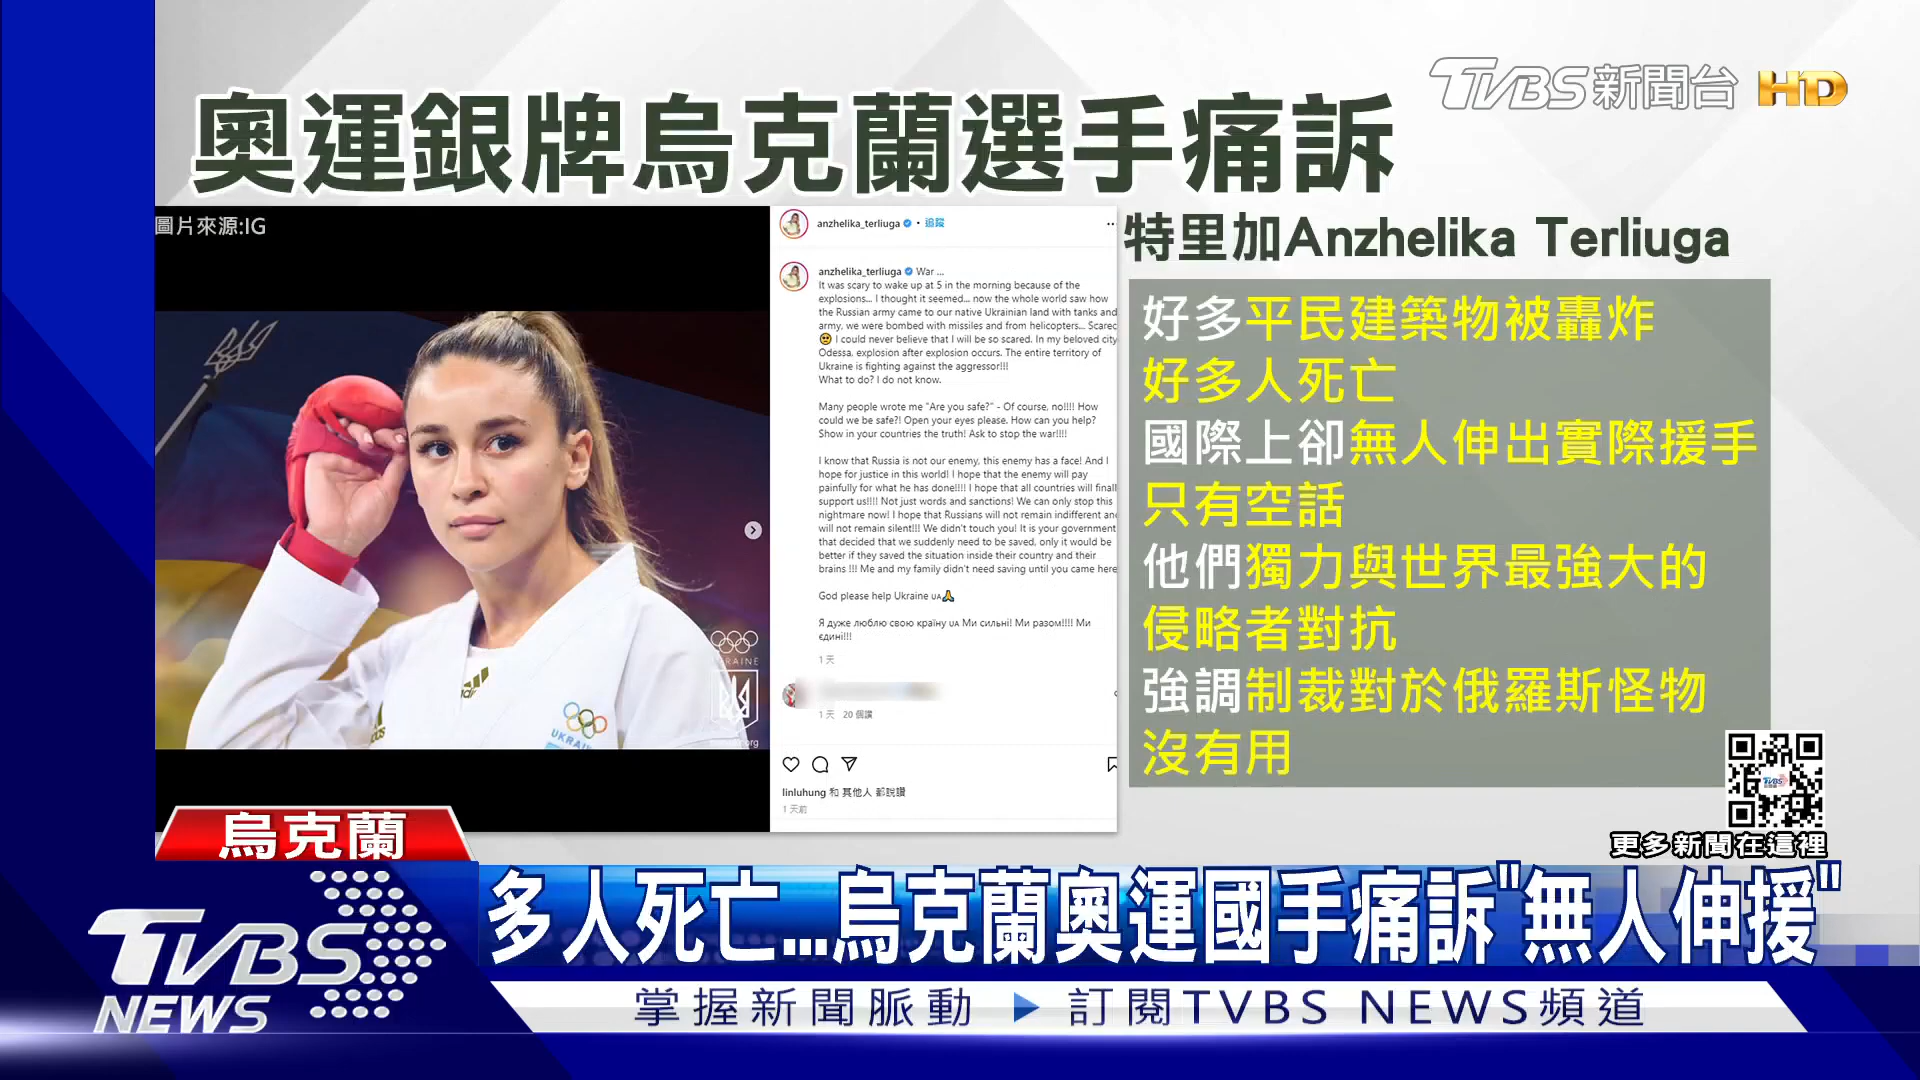 TVBS新聞台 HD
奧運銀牌烏克蘭選手痛訴
圖片來源:IG
anzhelika_terliuga • 追蹤
anzhelika_terliuga War ...
It was scary to wake up at 5 in the morning because of the
explosions... I thought it seemed... now the whole world saw how
the Russian army came to our native Ukrainian land with tanks and
army, we were bombed with missiles and from helicopters... Scared
🥺 I could never believe that I will be so scared. In my beloved city
Odessa, explosion after explosion occurs. The entire territory of
Ukraine is fighting against the aggressor!!!
What to do? I do not know.
Many people wrote me "Are you safe?" - Of course, no!!!! How
could we be safe?! Open your eyes please. How can you help?
Show in your countries the truth! Ask to stop the war!!!!
I know that Russia is not our enemy, this enemy has a face! And I
hope for justice in this world! I hope that the enemy will pay
painfully for what he has done!!!! I hope that all countries will finall
support us!!!! Not just words and sanctions! We can only stop this
nightmare now! I hope that Russians will not remain indifferent and
will not remain silent!!! We didn't touch you! It is your government
that decided that we suddenly need to be saved, only it would be
better if they saved the situation inside their country and their
brains !!! Me and my family didn't need saving until you came here
God please help Ukraine UA🙏
Я дуже люблю свою країну UA Ми сильні! Ми разом!!!! Ми
єдині!!!
1 天
1 天 20 個讚
linluhung 和 其他人 都說讚
1 天前
UKRAINE
特里加Anzhelika Terliuga
好多平民建築物被轟炸
好多人死亡
國際上卻無人伸出實際援手
只有空話
他們獨力與世界最強大的
侵略者對抗
強調制裁對於俄羅斯怪物
沒有用
TVBS
更多新聞在這裡
烏克蘭
多人死亡...烏克蘭奧運國手痛訴"無人伸援"
TVBS
NEWS
掌握新聞脈動 ▶ 訂閱TVBS NEWS頻道